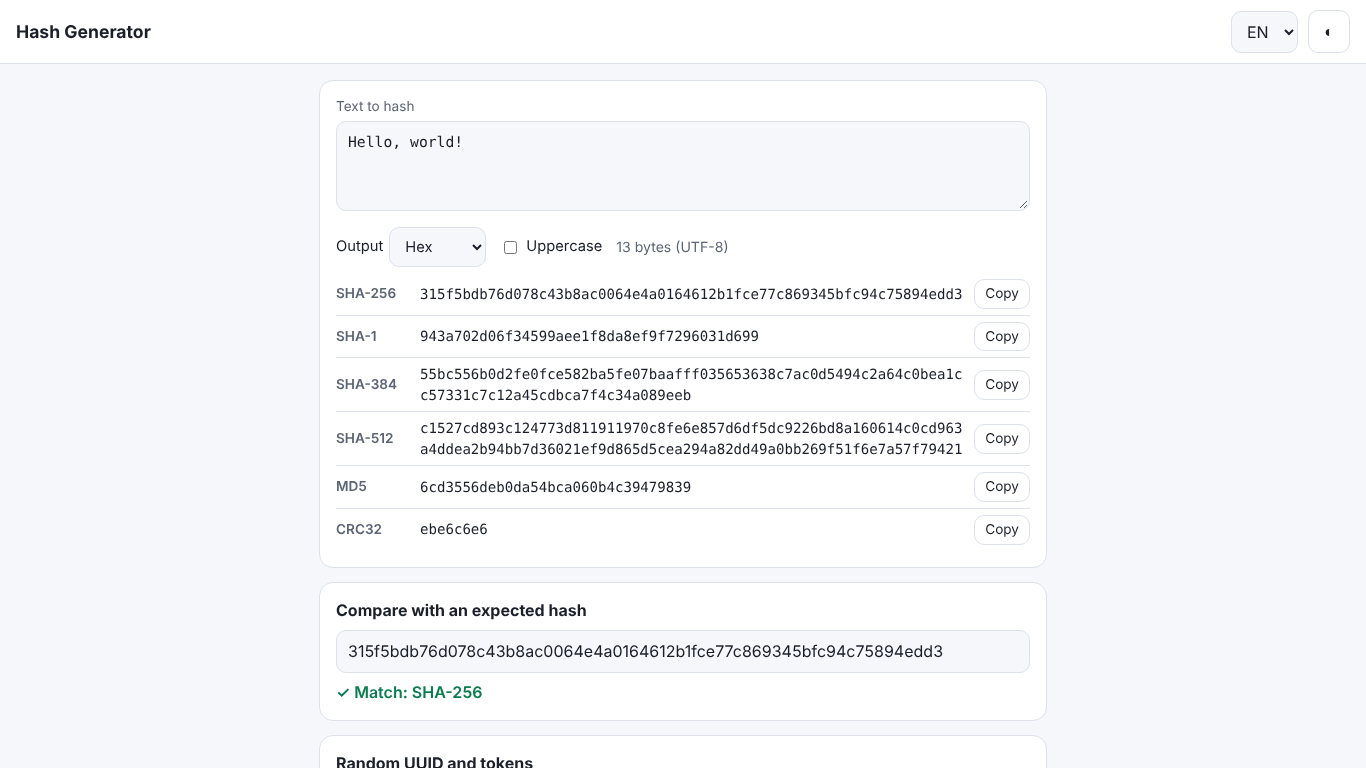 Hash Generator
EN
Text to hash
Hello, world!
Output Hex Uppercase 13 bytes (UTF-8)
SHA-256 315f5bdb76d078c43b8ac0064e4a0164612b1fce77c869345bfc94c75894edd3 Copy
SHA-1 943a702d06f34599aee1f8da8ef9f7296031d699 Copy
SHA-384 55bc556b0d2fe0fce582ba5fe07baafff035653638c7ac0d5494c2a64c0bea1c
c57331c7c12a45cdbca7f4c34a089eeb Copy
SHA-512 c1527cd893c124773d811911970c8fe6e857d6df5dc9226bd8a160614c0cd963
a4ddea2b94bb7d36021ef9d865d5cea294a82dd49a0bb269f51f6e7a57f79421 Copy
MD5 6cd3556deb0da54bca060b4c39479839 Copy
CRC32 ebe6c6e6 Copy
Compare with an expected hash
315f5bdb76d078c43b8ac0064e4a0164612b1fce77c869345bfc94c75894edd3
✓ Match: SHA-256
Random UUID and tokens